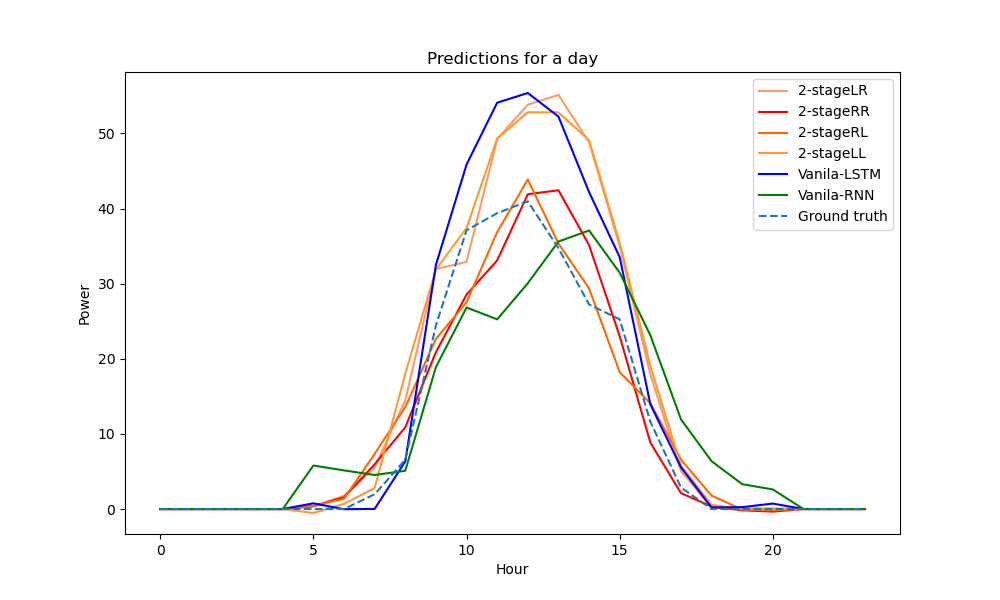 Predictions for a day
2-stageLR
2-stageRR
2-stageRL
2-stageLL
Vanila-LSTM
Vanila-RNN
Ground truth
Power
50
40
30
20
10
0
0 5 10 15 20
Hour